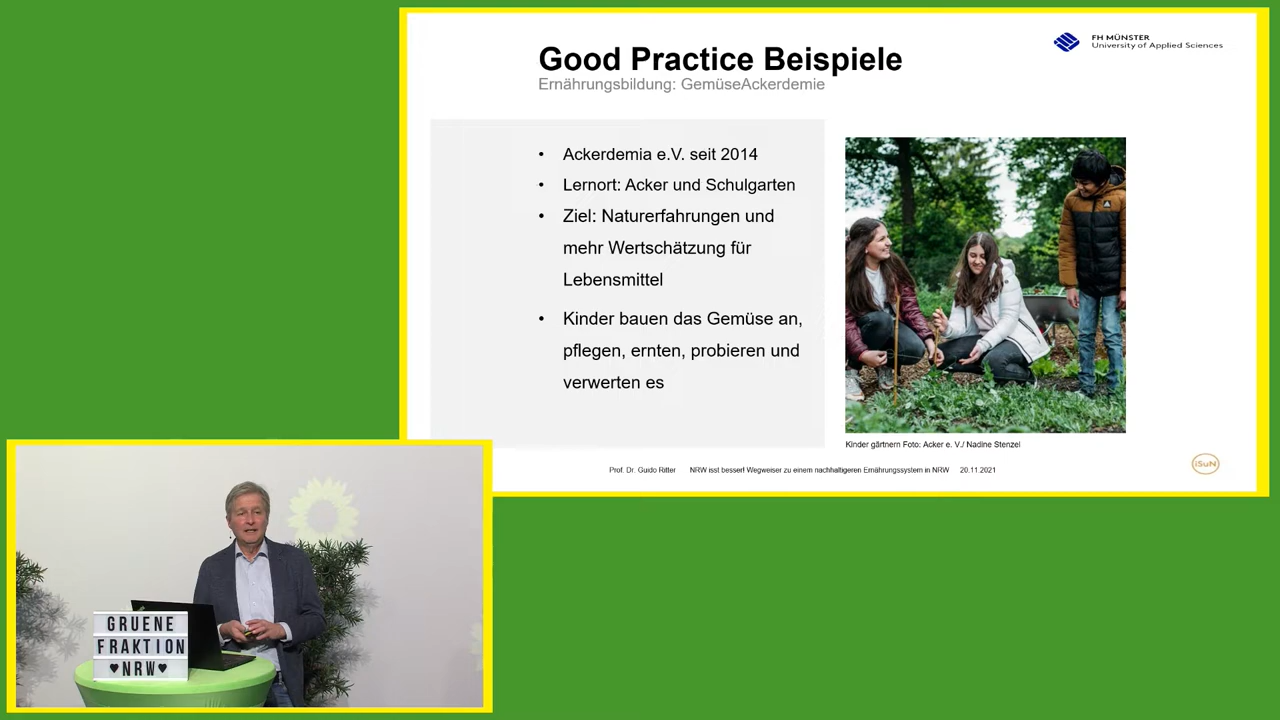 Good Practice Beispiele
Ernährungsbildung: GemüseAckerdemie
FH MÜNSTER
University of Applied Sciences
• Ackerdemia e.V. seit 2014
• Lernort: Acker und Schulgarten
• Ziel: Naturerfahrungen und
mehr Wertschätzung für
Lebensmittel
• Kinder bauen das Gemüse an,
pflegen, ernten, probieren und
verwerten es
Kinder gärtnern Foto: Acker e. V./ Nadine Stenzel
Prof. Dr. Guido Ritter NRW isst besser! Wegweiser zu einem nachhaltigeren Ernährungssystem in NRW 20.11.2021
iSuN
GRUENE
FRAKTION
♥NRW♥